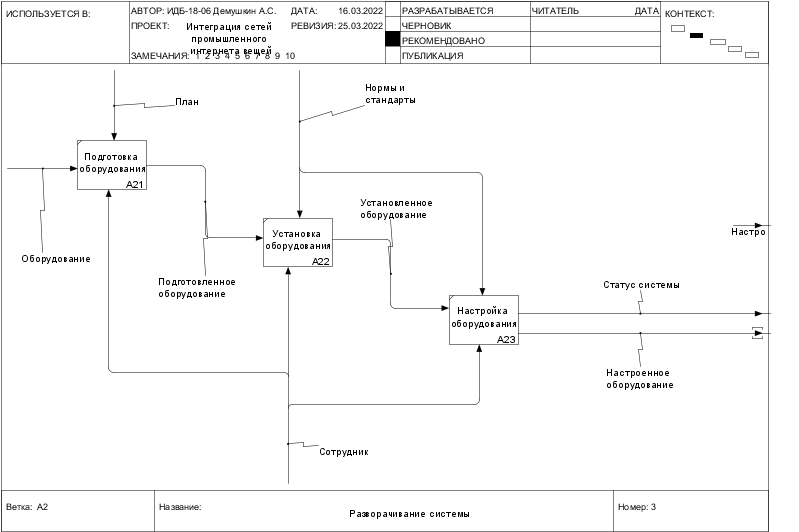 ИСПОЛЬЗУЕТСЯ В:
АВТОР: ИДБ-18-06 Демушкин А.С.
ДАТА: 16.03.2022
ПРОЕКТ: Интеграция сетей
промышленного
интернета вещей
РЕВИЗИЯ: 25.03.2022
ЗАМЕЧАНИЯ: 1 2 3 4 5 6 7 8 9 10
РАЗРАБАТЫВАЕТСЯ
ЧЕРНОВИК
РЕКОМЕНДОВАНО
ПУБЛИКАЦИЯ
ЧИТАТЕЛЬ ДАТА
КОНТЕКСТ:
План
Нормы и
стандарты
Подготовка
оборудования
A21
Оборудование
Установленное
оборудование
Установка
оборудования
A22
Подготовленное
оборудование
Настро
Статус системы
Настройка
оборудования
A23
Настроенное
оборудование
Сотрудник
Ветка: A2
Название:
Разворачивание системы
Номер: 3